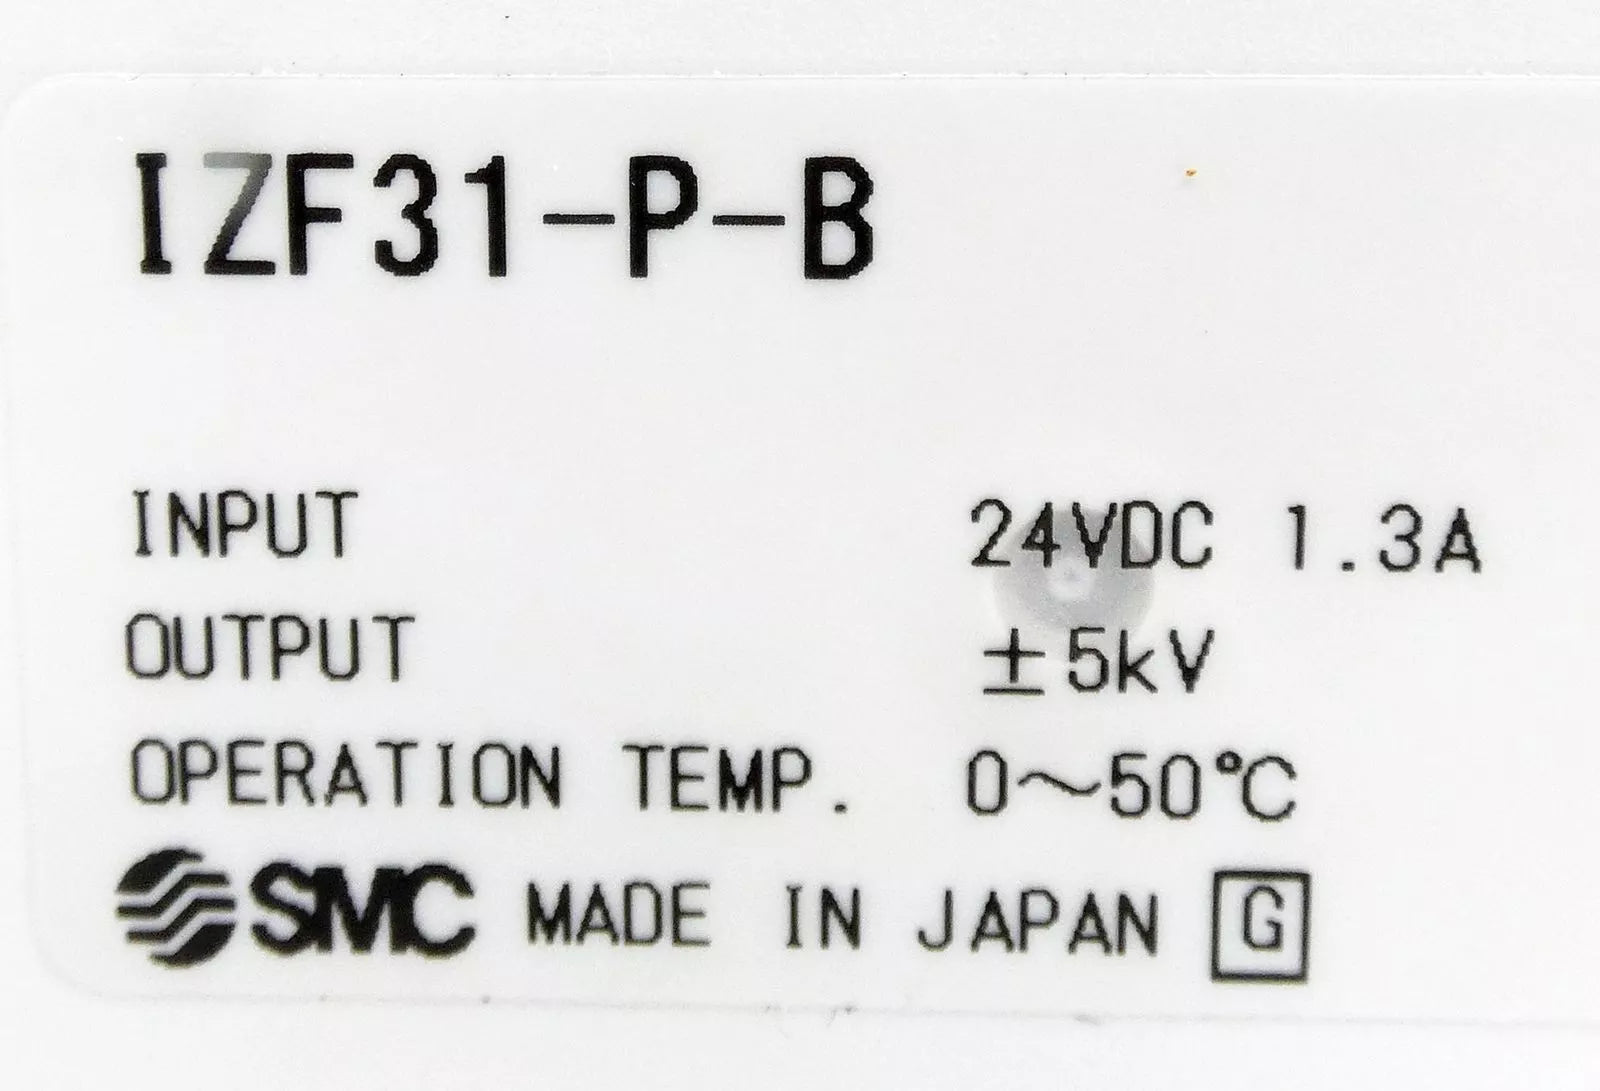 IZF31-P-B
INPUT 24VDC 1.3A
OUTPUT ±5kV
OPERATION TEMP. 0～50℃
SMC MADE IN JAPAN G